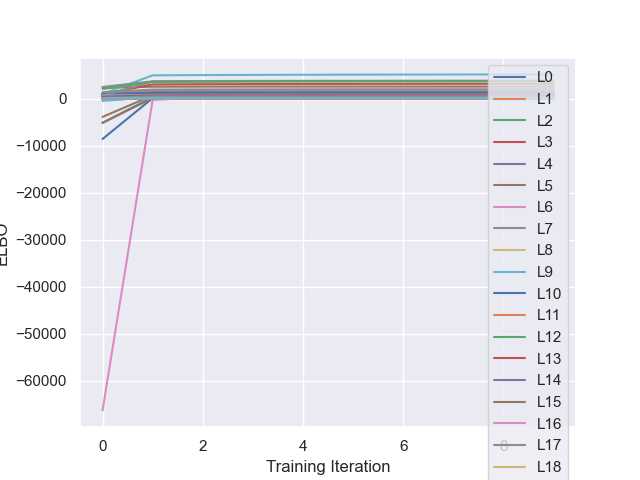 0
−10000
−20000
−30000
−40000
−50000
−60000
ELBO
0
2
4
6
8
Training Iteration
L0
L1
L2
L3
L4
L5
L6
L7
L8
L9
L10
L11
L12
L13
L14
L15
L16
L17
L18